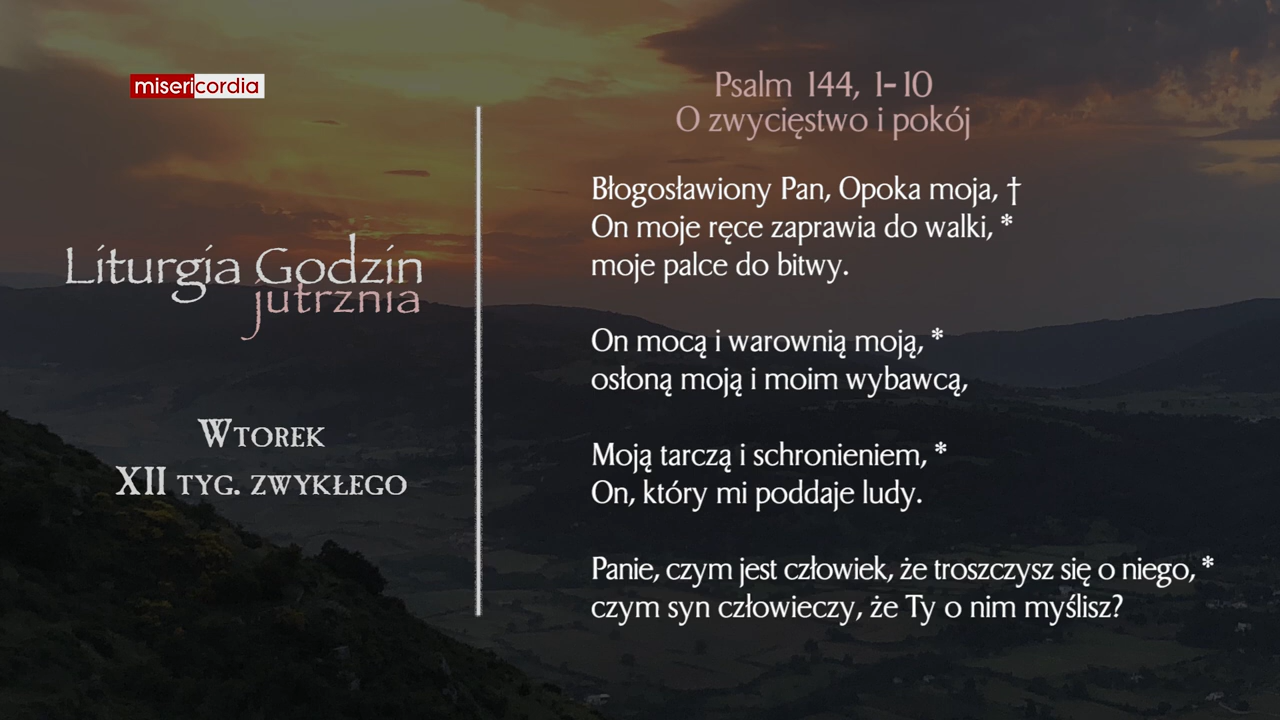 misericordia
Liturgia Godzin
jutrznia
Wtorek
XII tyg. zwykłego
Psalm 144, 1-10
O zwycięstwo i pokój
Błogosławiony Pan, Opoka moja, †
On moje ręce zaprawia do walki, *
moje palce do bitwy.
On mocą i warownią moją, *
osłoną moją i moim wybawcą,
Moją tarczą i schronieniem, *
On, który mi poddaje ludy.
Panie, czym jest człowiek, że troszczysz się o niego, *
czym syn człowieczy, że Ty o nim myślisz?